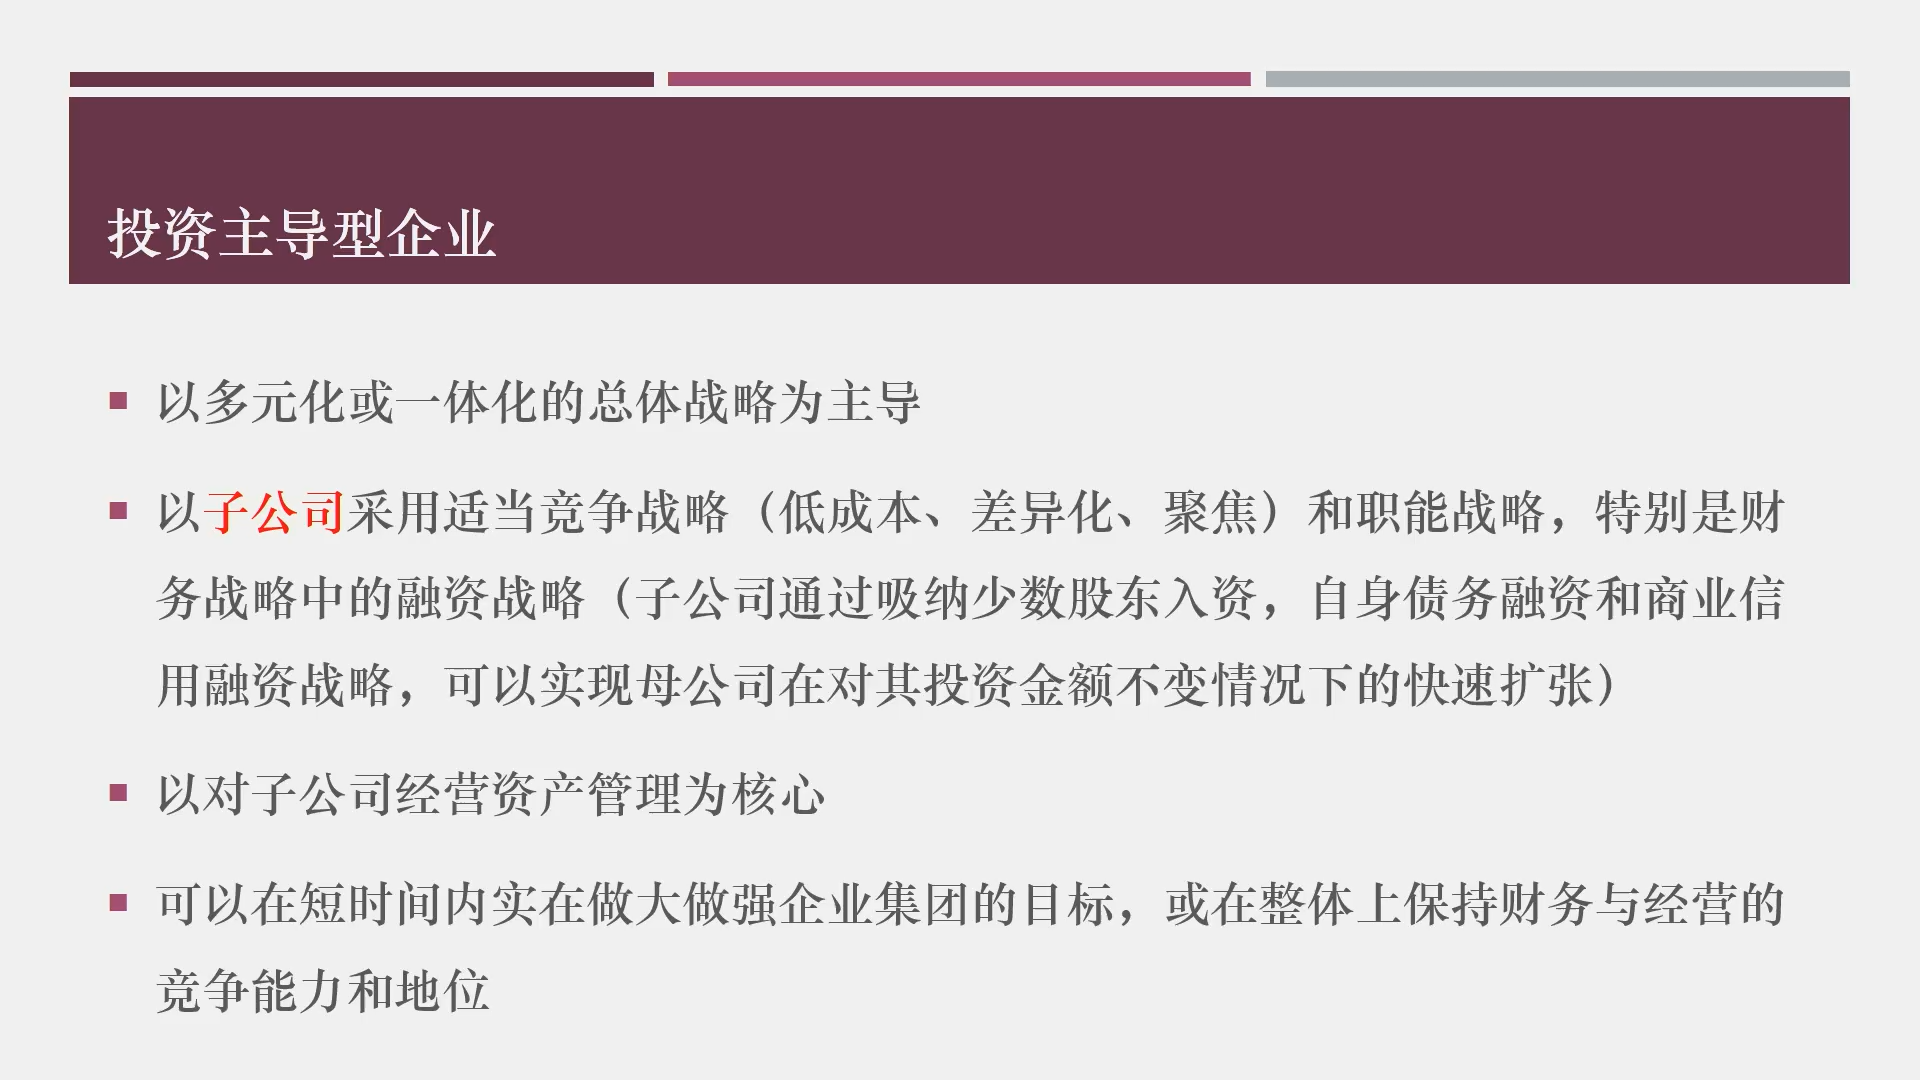 投资主导型企业
以多元化或一体化的总体战略为主导
以子公司采用适当竞争战略（低成本、差异化、聚焦）和职能战略，特别是财
务战略中的融资战略（子公司通过吸纳少数股东入资，自身债务融资和商业信
用融资战略，可以实现母公司在对其投资金额不变情况下的快速扩张）
以对子公司经营资产管理为核心
可以在短时间内实在做大做强企业集团的目标，或在整体上保持财务与经营的
竞争能力和地位